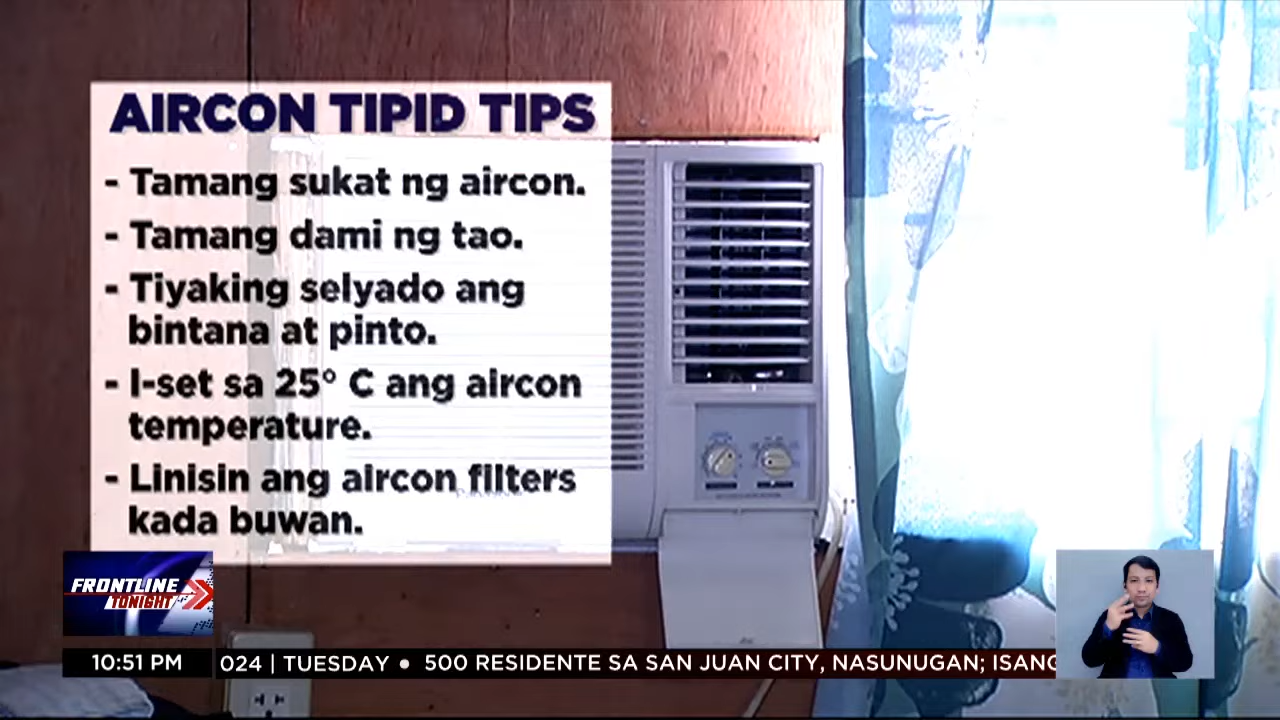 AIRCON TIPID TIPS
- Tamang sukat ng aircon.
- Tamang dami ng tao.
- Tiyaking selyado ang
bintana at pinto.
- I-set sa 25° C ang aircon
temperature.
- Linisin ang aircon filters
kada buwan.
FRONTLINE
TONIGHT
10:51 PM
024 | TUESDAY • 500 RESIDENTE SA SAN JUAN CITY, NASUNUGAN; ISANG